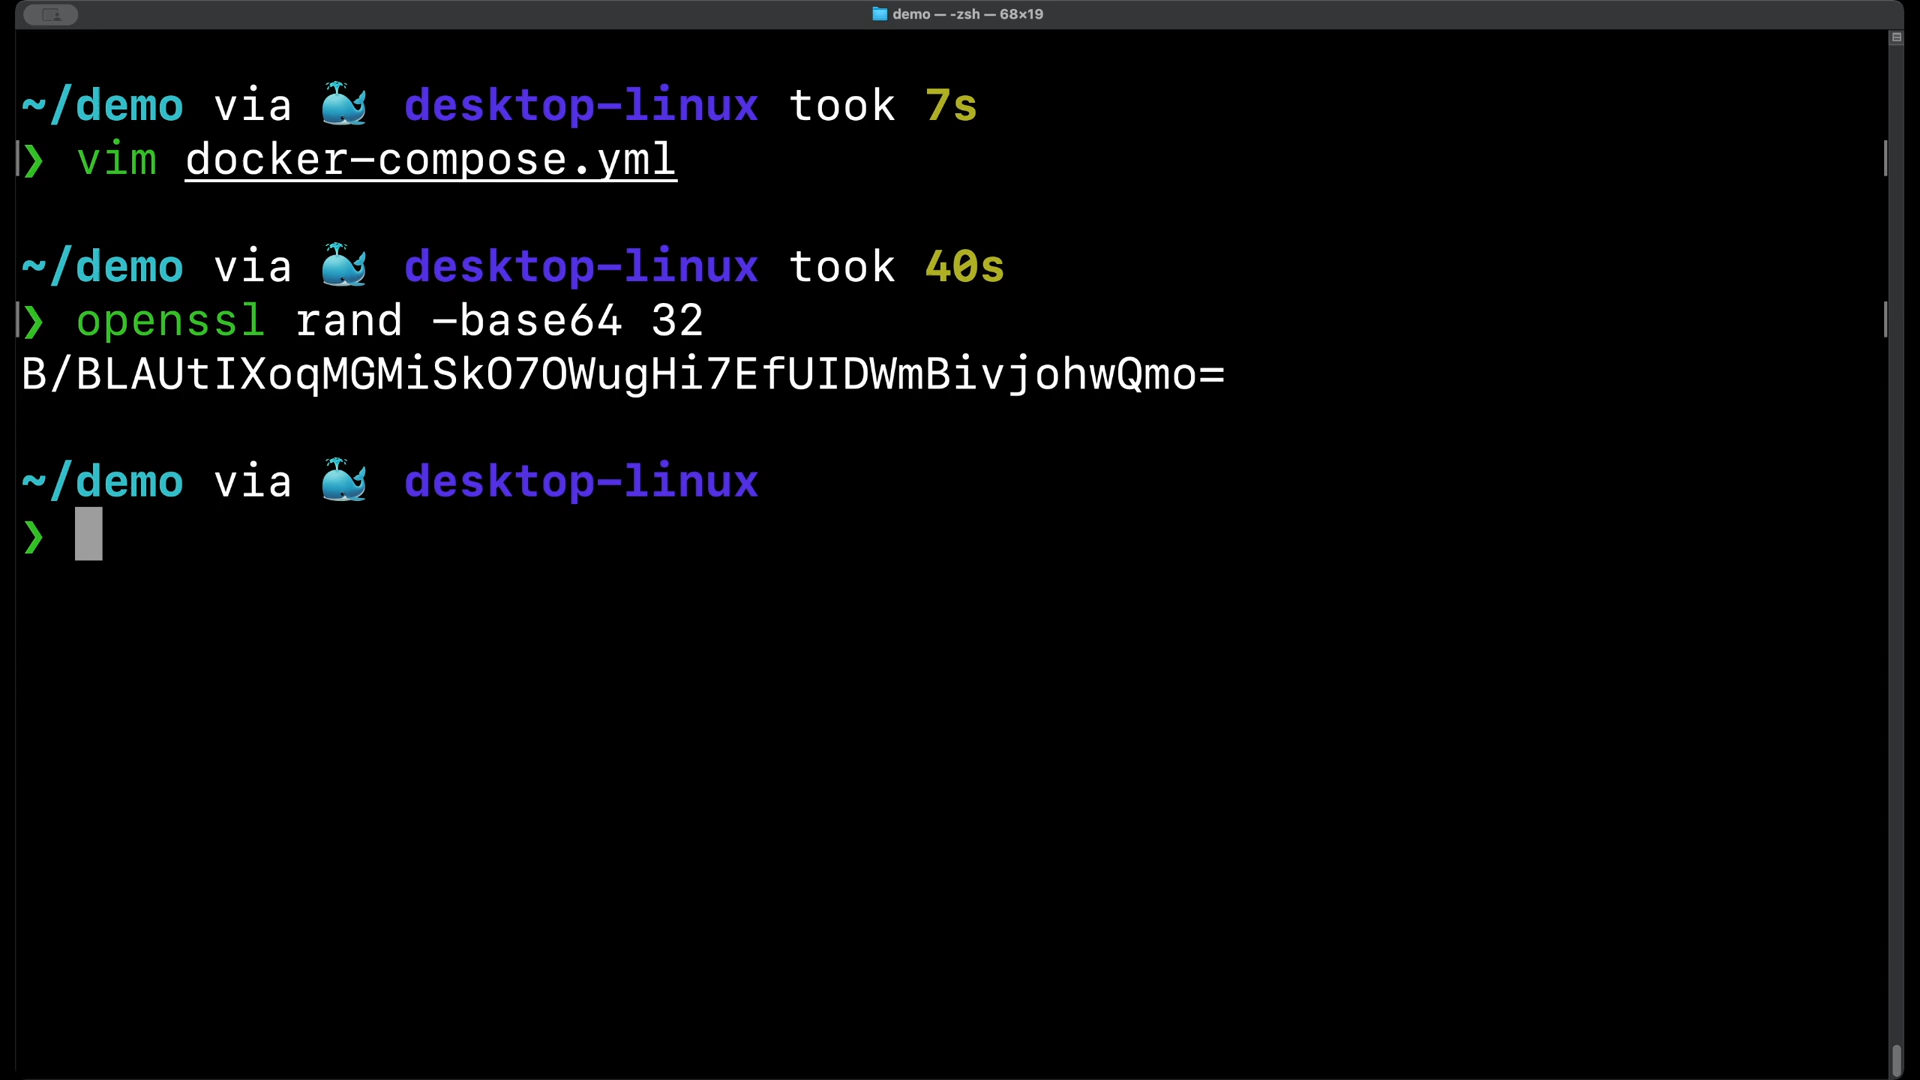 demo — -zsh — 68×19
~/demo via 🐳 desktop-linux took 7s
❯ vim docker-compose.yml
~/demo via 🐳 desktop-linux took 40s
❯ openssl rand -base64 32
B/BLAUtIXoqMGMiSkO7OWugHi7EfUIDWmBivjohwQmo=
~/demo via 🐳 desktop-linux
❯